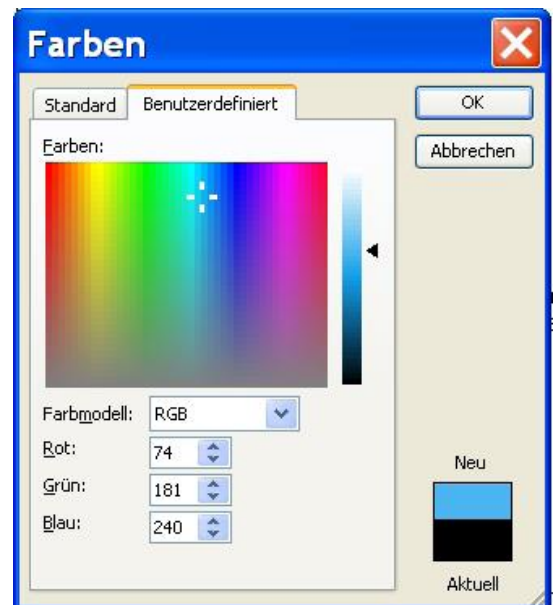 Farben
Standard Benutzerdefiniert OK
Farben: Abbrechen
Farbmodell: RGB
Rot: 74
Grün: 181
Blau: 240
Neu
Aktuell